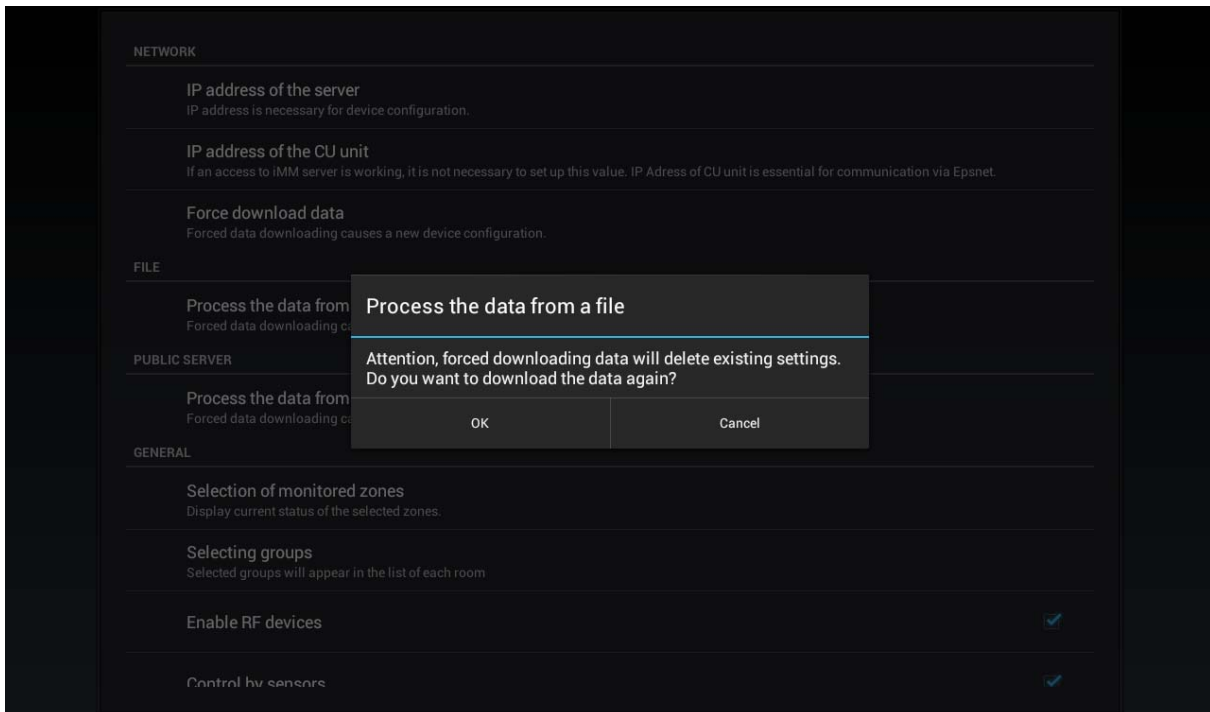 NETWORK
IP address of the server
IP address is necessary for device configuration.
IP address of the CU unit
If an access to iMM server is working, it is not necessary to set up this value. IP Adress of CU unit is essential for communication via Epsnet.
Force download data
Forced data downloading causes a new device configuration.
FILE
Process the data from
Forced data downloading ca
Process the data from a file
Attention, forced downloading data will delete existing settings.
Do you want to download the data again?
OK
Cancel
PUBLIC SERVER
Process the data from
Forced data downloading ca
GENERAL
Selection of monitored zones
Display current status of the selected zones.
Selecting groups
Selected groups will appear in the list of each room
Enable RF devices
Control by sensors